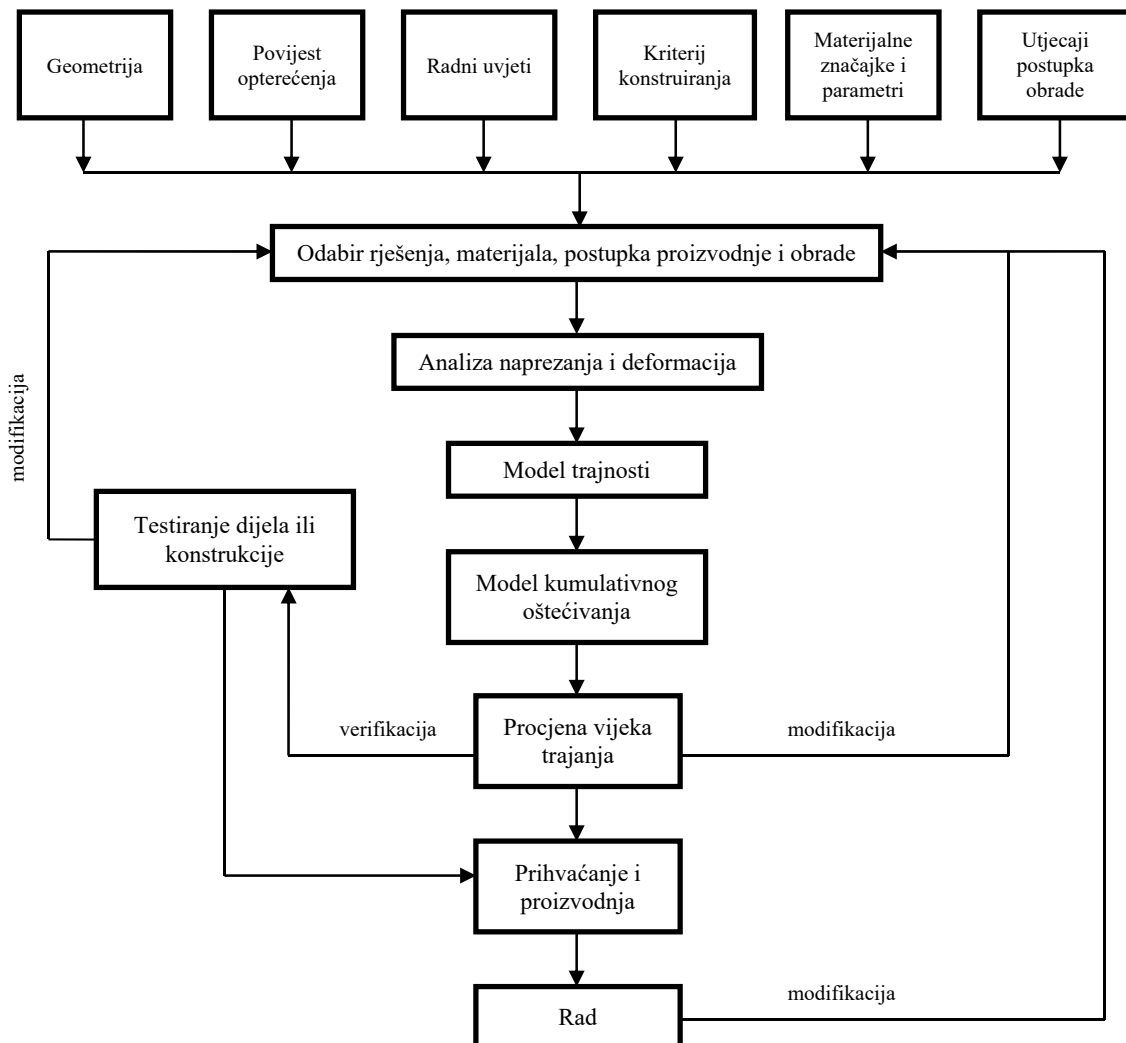 Geometrija
Povijest
opterećenja
Radni uvjeti
Kriterij
konstruiranja
Materijalne
značajke i
parametri
Utjecaji
postupka
obrade
Odabir rješenja, materijala, postupka proizvodnje i obrade
Analiza naprezanja i deformacija
modifikacija
Model trajnosti
Testiranje dijela ili
konstrukcije
Model kumulativnog
oštećivanja
verifikacija
Procjena vijeka
trajanja
modifikacija
Prihvaćanje i
proizvodnja
Rad
modifikacija